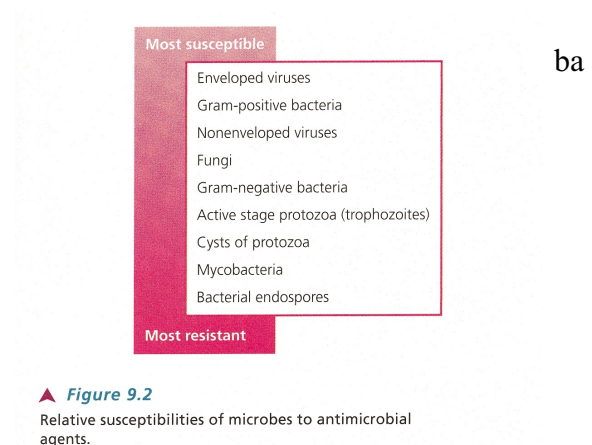 Most susceptible
ba
Enveloped viruses
Gram-positive bacteria
Nonenveloped viruses
Fungi
Gram-negative bacteria
Active stage protozoa (trophozoites)
Cysts of protozoa
Mycobacteria
Bacterial endospores
Most resistant
Figure 9.2
Relative susceptibilities of microbes to antimicrobial
agents.